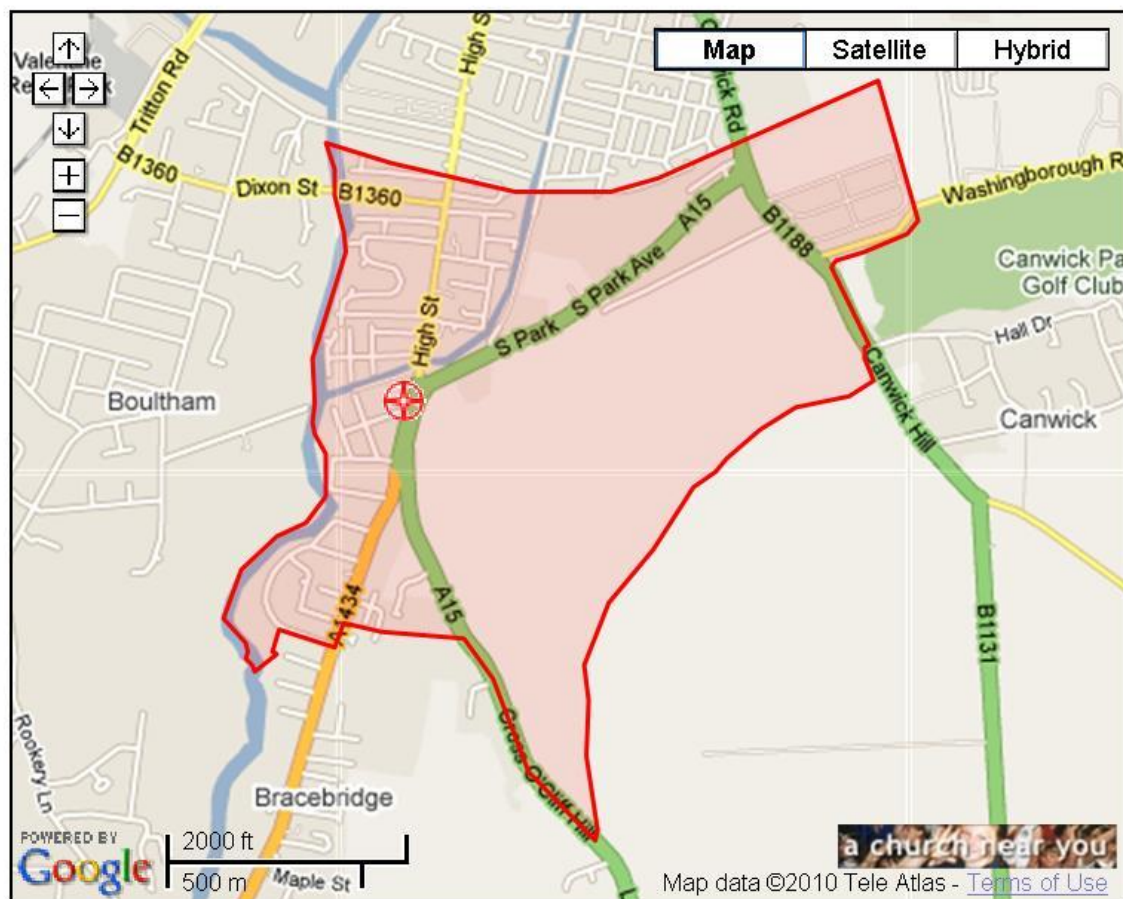 Map
Satellite
Hybrid
High S
Tritton Rd
B1360
Dixon St
B1360
Washingborough R
A15
B1188
S Park Ave
S Park
High St
Canwick Pa
Golf Club
Hall Dr
Canwick Hill
Canwick
Boultham
A15
A1434
B1131
Cross O'Cliff Hill
Rookery Ln
Bracebridge
POWERED BY
Google
2000 ft
500 m
Maple St
a church near you
Map data ©2010 Tele Atlas - Terms of Use